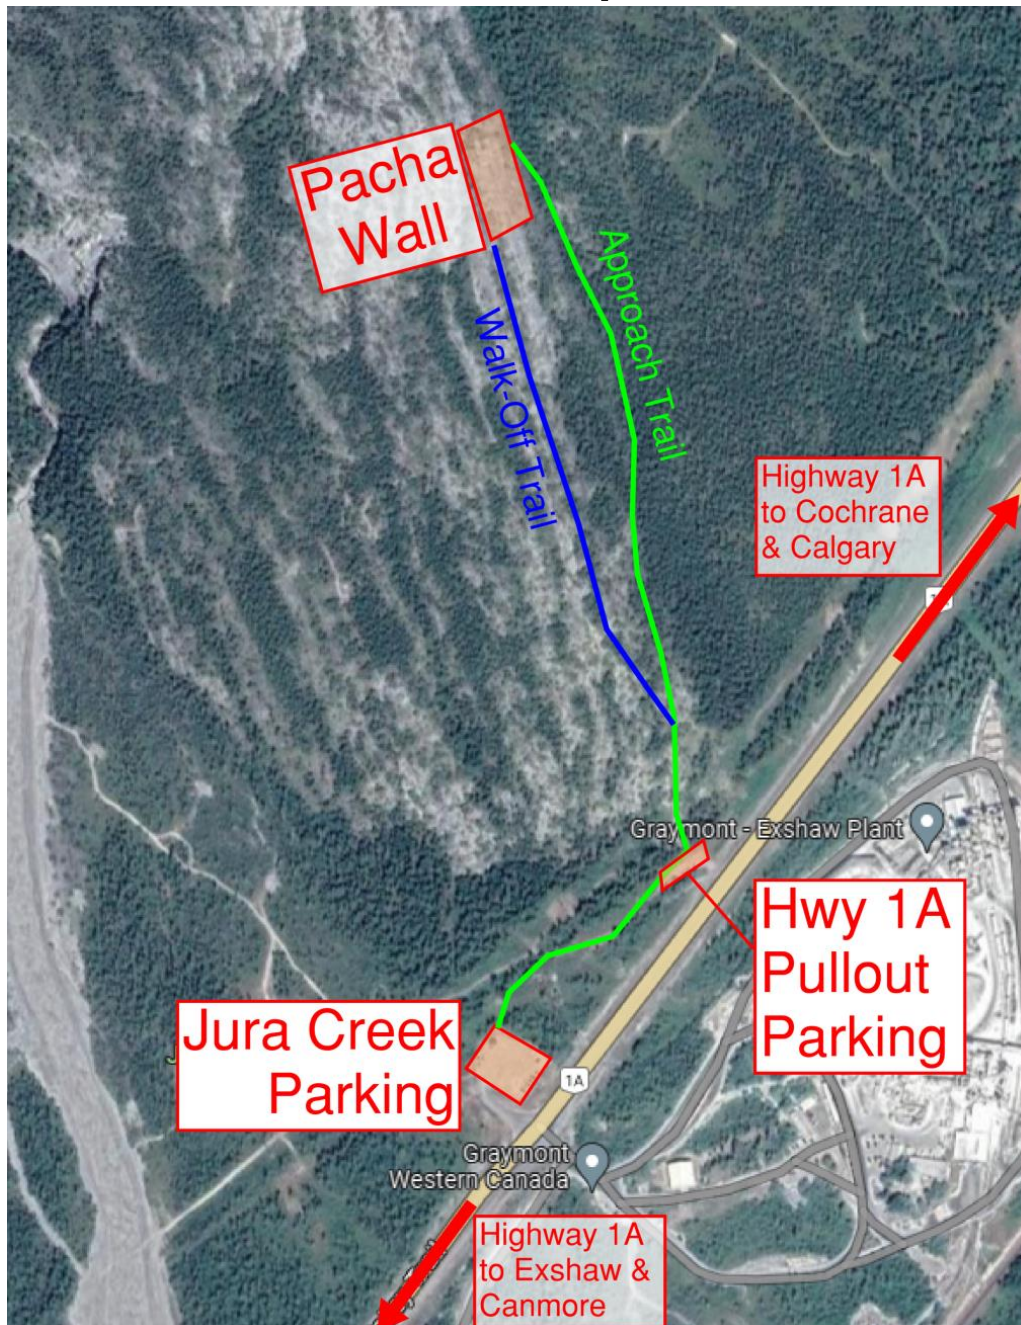 Pacha
Wall
Approach Trail
Walk-Off Trail
Highway 1A
to Cochrane
& Calgary
Graymont - Exshaw Plant
Hwy 1A
Pullout
Parking
Jura Creek
Parking
1A
Graymont
Western Canada
Highway 1A
to Exshaw &
Canmore